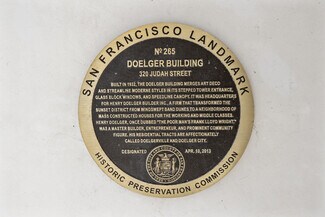 SAN FRANCISCO LANDMARK
Nº 265
DOELGER BUILDING
320 JUDAH STREET
BUILT IN 1932, THE DOELGER BUILDING MERGES ART DECO
AND STREAMLINE MODERNE STYLES IN ITS STEPPED TOWER ENTRANCE,
GLASS BLOCK WINDOWS, AND SPEEDLINE CANOPY. IT WAS HEADQUARTERS
FOR HENRY DOELGER BUILDER INC., A FIRM THAT TRANSFORMED THE
SUNSET DISTRICT FROM WINDSWEPT SAND DUNES TO A NEIGHBORHOOD OF
MASS CONSTRUCTED HOUSES FOR THE WORKING AND MIDDLE CLASSES.
HENRY DOELGER, ONCE DUBBED "THE POOR MAN'S FRANK LLOYD WRIGHT,"
WAS A MASTER BUILDER, ENTREPRENEUR, AND PROMINENT COMMUNITY
FIGURE. HIS RESIDENTIAL TRACTS ARE AFFECTIONATELY
CALLED DOELGERVILLE AND DOELGER CITY.
DESIGNATED APR. 2013
HISTORIC PRESERVATION COMMISSION